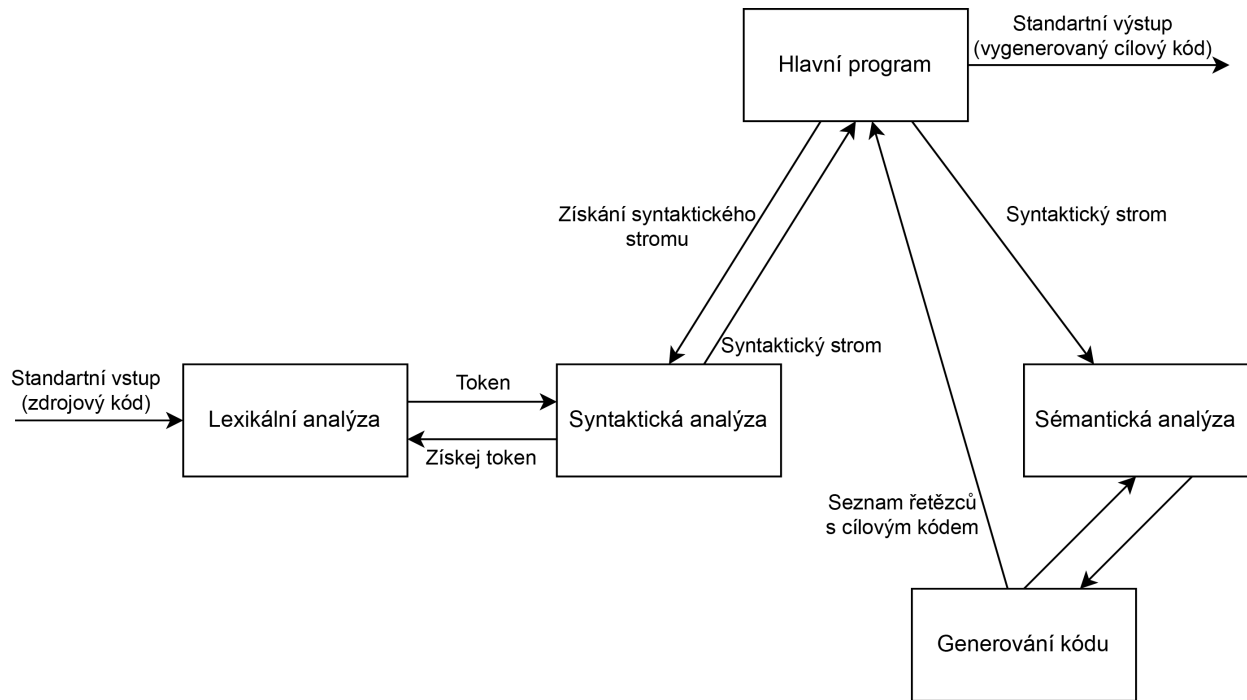 Standartní výstup
(vygenerovaný cílový kód)
Hlavní program
Získání syntaktického
stromu
Syntaktický strom
Syntaktický strom
Standartní vstup
(zdrojový kód)
Lexikální analýza
Token
Získej token
Syntaktická analýza
Sémantická analýza
Seznam řetězců
s cílovým kódem
Generování kódu